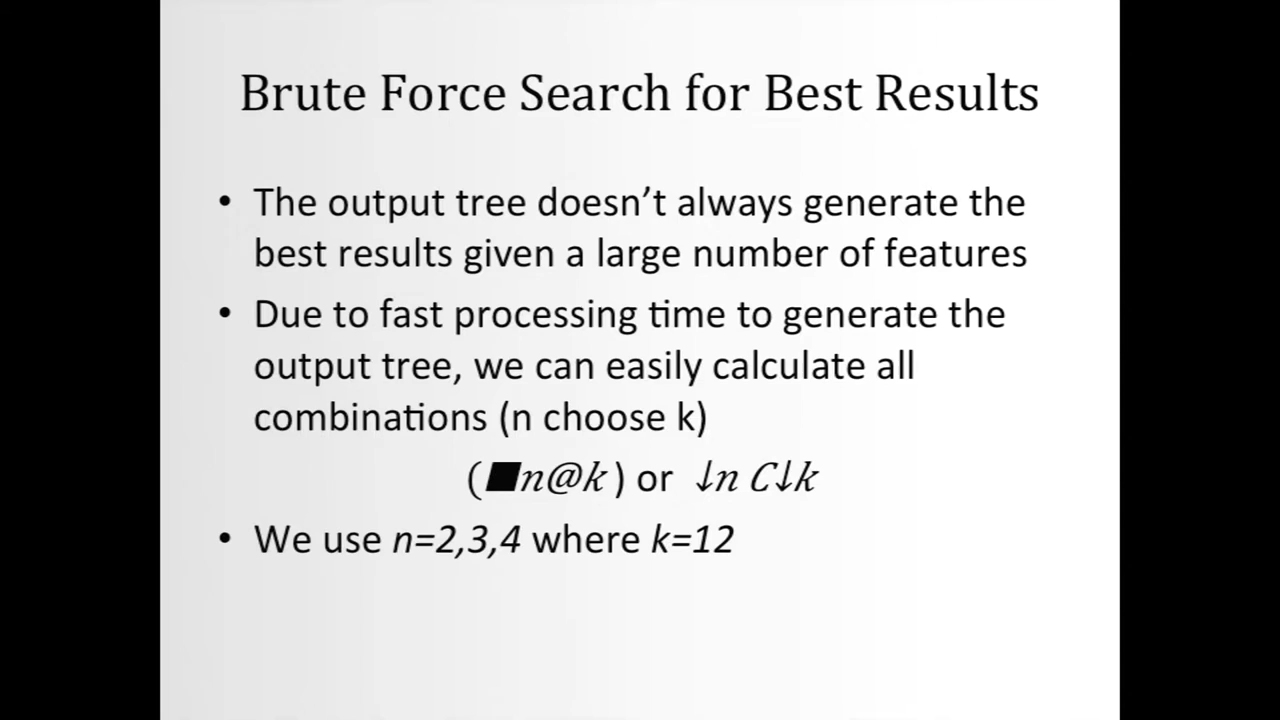 Brute Force Search for Best Results
• The output tree doesn’t always generate the
best results given a large number of features
• Due to fast processing time to generate the
output tree, we can easily calculate all
combinations (n choose k)
(■n@k ) or ↓n C↓k
• We use n=2,3,4 where k=12